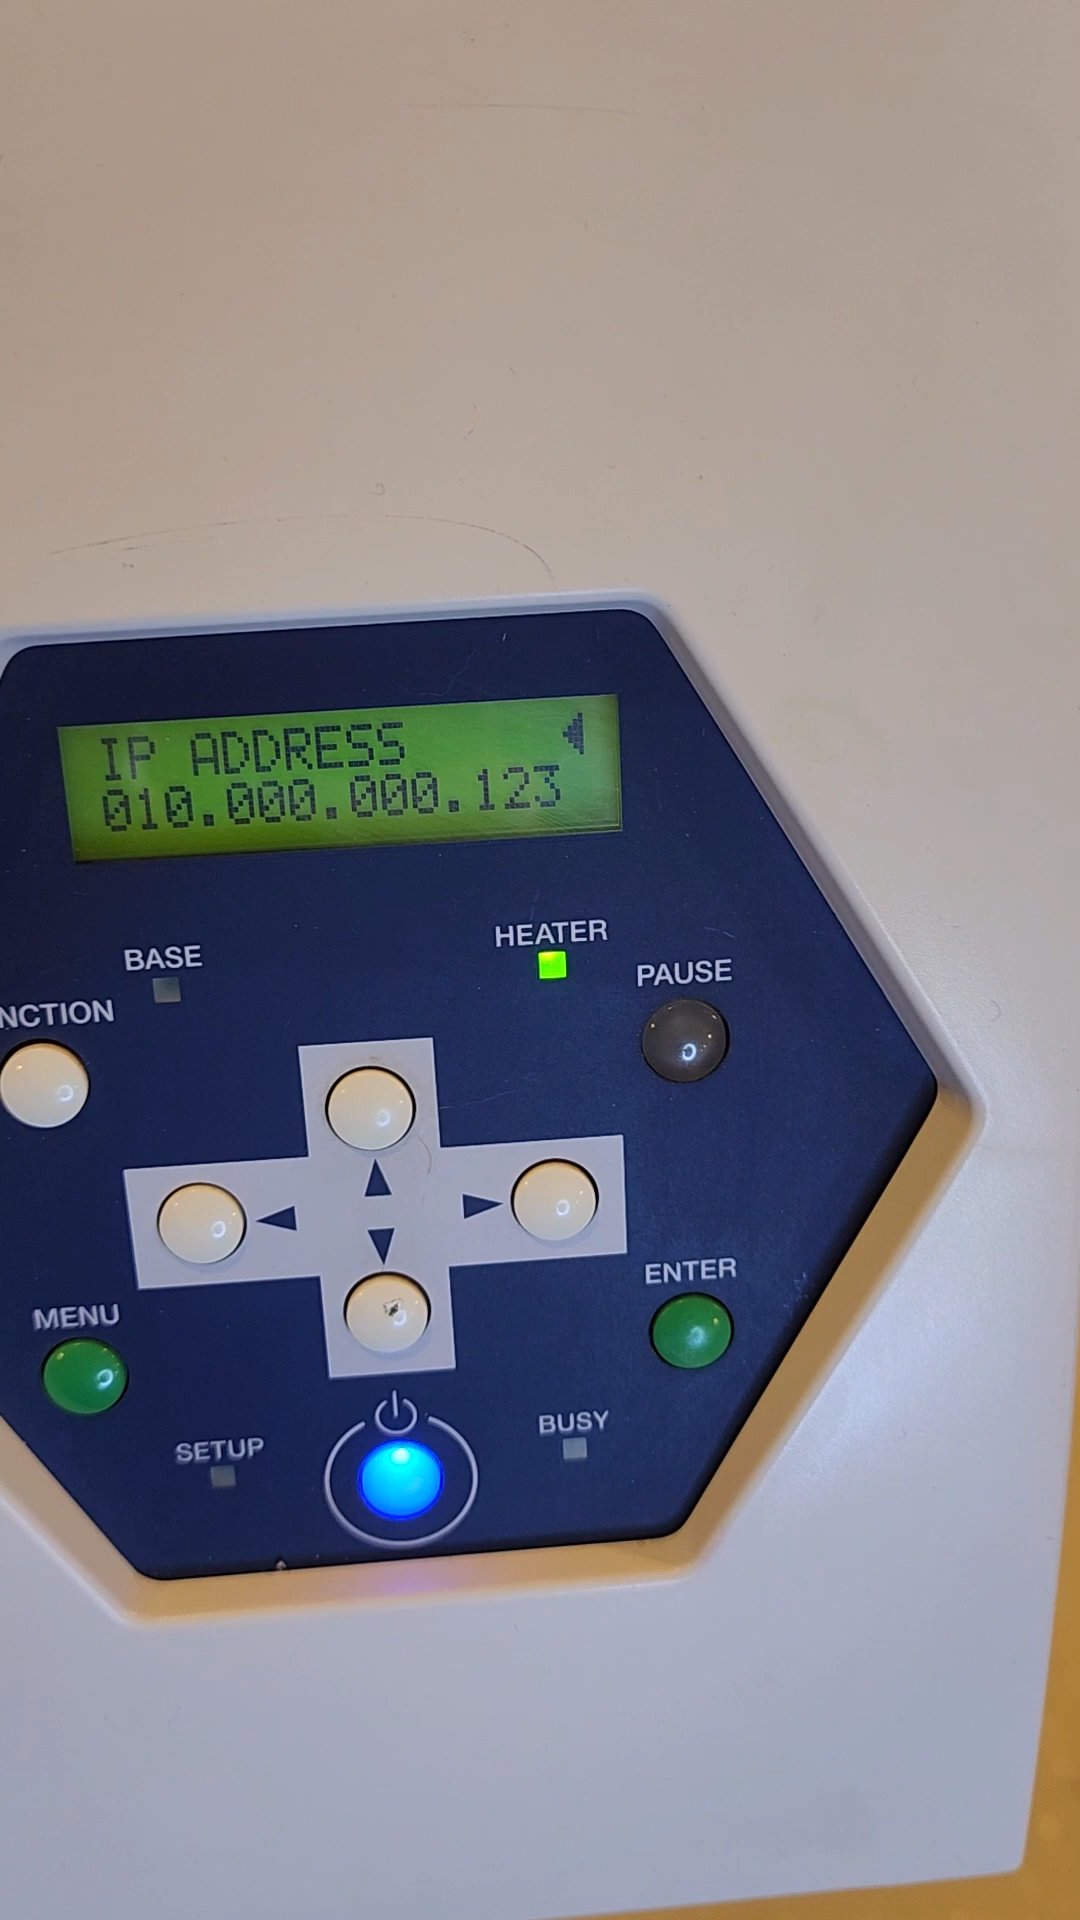 IP ADDRESS
010.000.000.123
BASE
HEATER
NCTION
PAUSE
MENU
ENTER
SETUP
BUSY